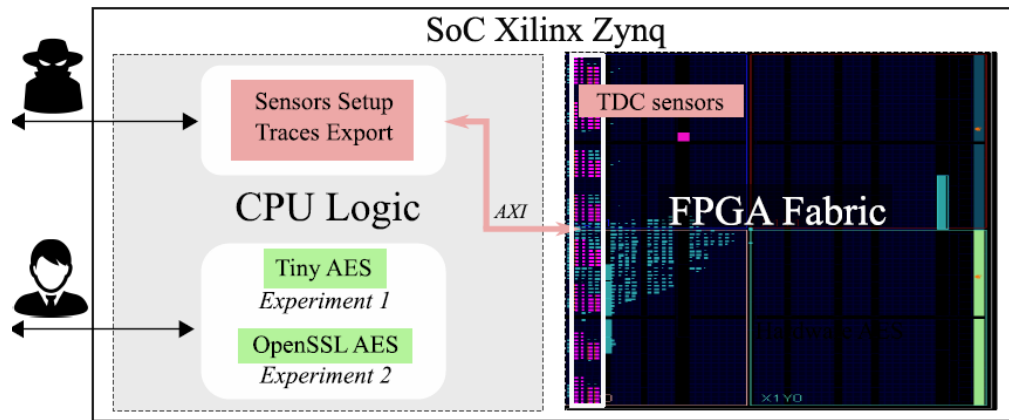 SoC Xilinx Zynq
Sensors Setup
Traces Export
CPU Logic
AXI
Tiny AES
Experiment 1
OpenSSL AES
Experiment 2
TDC sensors
FPGA Fabric
X1Y0